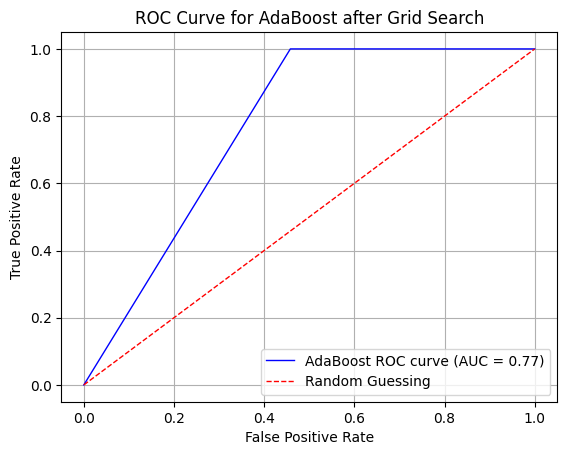 ROC Curve for AdaBoost after Grid Search
True Positive Rate
1.0
0.8
0.6
0.4
0.2
0.0
AdaBoost ROC curve (AUC = 0.77)
Random Guessing
0.0 0.2 0.4 0.6 0.8 1.0
False Positive Rate